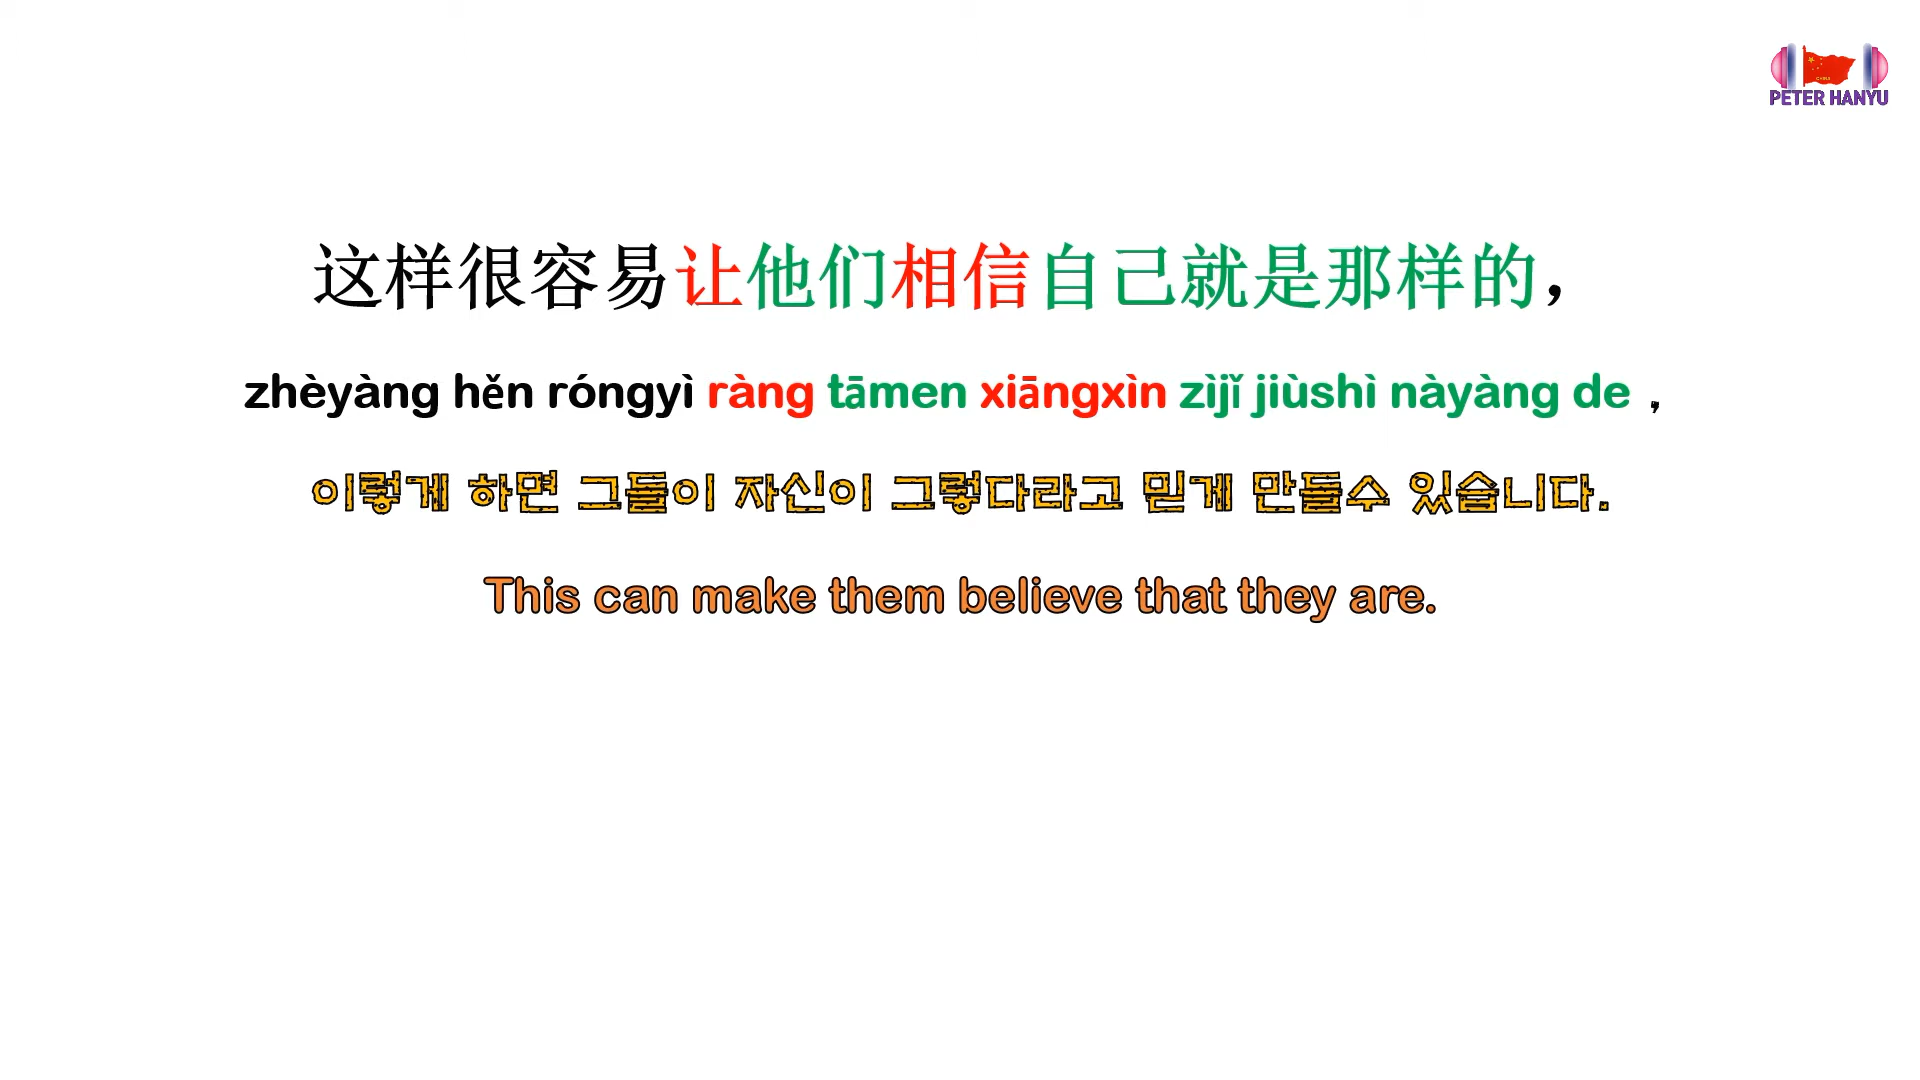 PETER HANYU
这样很容易让他们相信自己就是那样的，
zhèyàng hěn róngyì ràng tāmen xiāngxìn zìjǐ jiùshì nàyàng de，
이렇게 하면 그들이 자신이 그렇다라고 믿게 만들수 있습니다.
This can make them believe that they are.